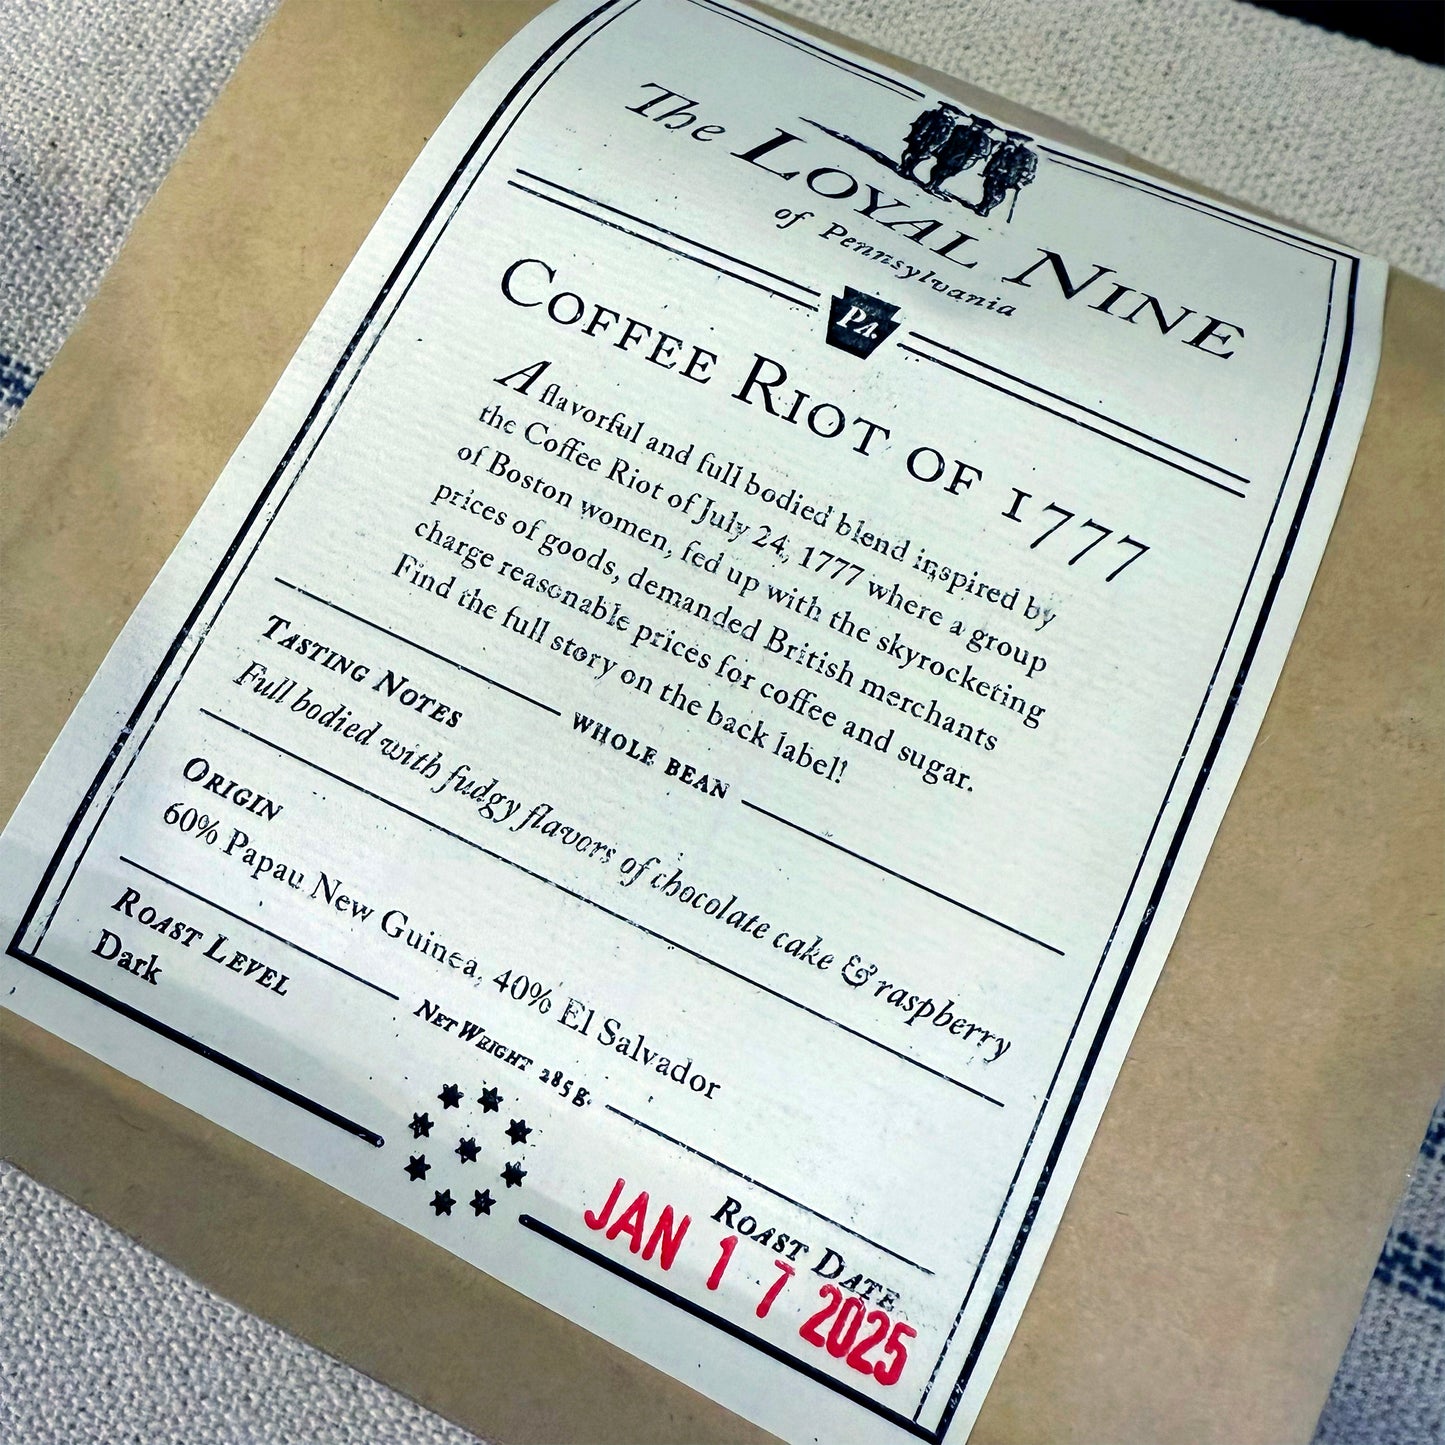 The LOYAL NINE
of Pennsylvania
PA.
COFFEE RIOT OF 1777
A flavorful and full bodied blend inspired by
the Coffee Riot of July 24, 1777 where a group
of Boston women, fed up with the skyrocketing
prices of goods, demanded British merchants
charge reasonable prices for coffee and sugar.
Find the full story on the back label!
WHOLE BEAN
TASTING NOTES
Full bodied with fudgy flavors of chocolate cake & raspberry
ORIGIN
60% Papau New Guinea, 40% El Salvador
ROAST LEVEL
Dark
NET WEIGHT 285g.
ROAST DATE
JAN 17 2025